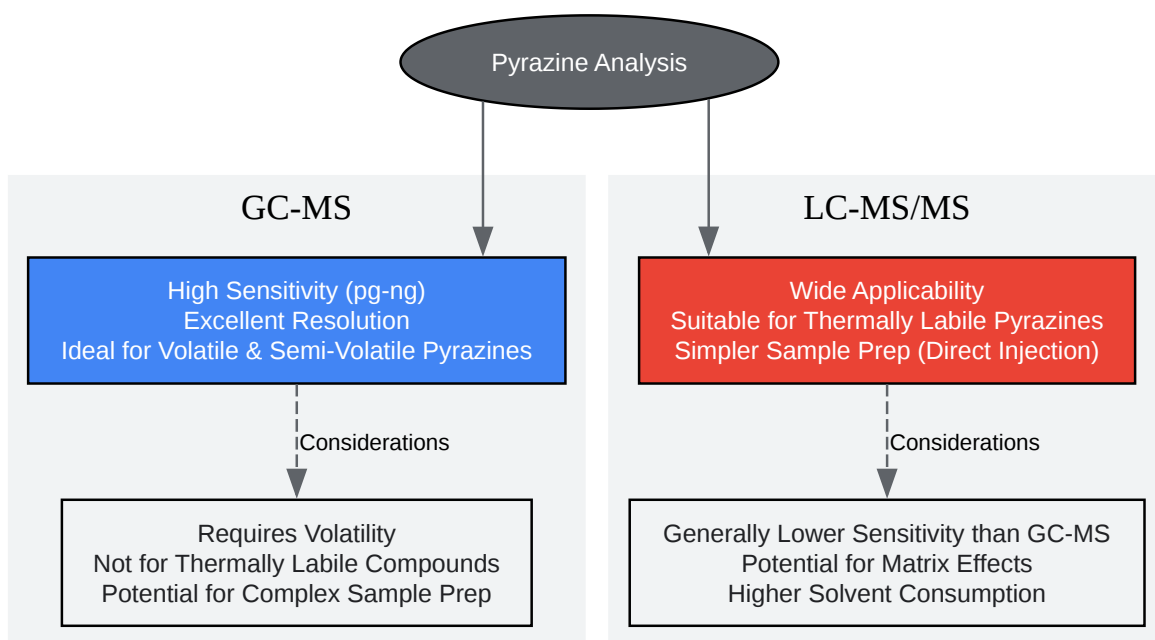 Pyrazine Analysis
GC-MS
High Sensitivity (pg-ng)
Excellent Resolution
Ideal for Volatile & Semi-Volatile Pyrazines
Considerations
Requires Volatility
Not for Thermally Labile Compounds
Potential for Complex Sample Prep
LC-MS/MS
Wide Applicability
Suitable for Thermally Labile Pyrazines
Simpler Sample Prep (Direct Injection)
Considerations
Generally Lower Sensitivity than GC-MS
Potential for Matrix Effects
Higher Solvent Consumption